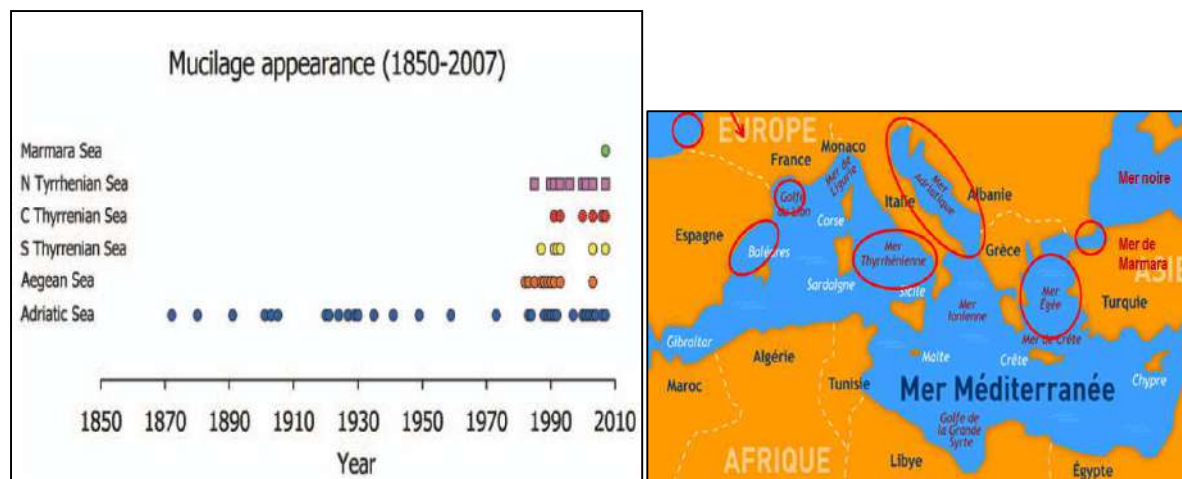 Mucilage appearance (1850-2007)
Marmara Sea
N Tyrrhenian Sea
C Thyrrenian Sea
S Thyrrenian Sea
Aegean Sea
Adriatic Sea
1850 1870 1890 1910 1930 1950 1970 1990 2010
Year
EUROPE
Monaco
France
Mer de
Ligurie
Mer
Adriatique
Albanie
Mer noire
Golfe
du Lion
Corse
Italie
Espagne
Baléares
Mer
Thyrrhénienne
Grèce
Mer de
Marmara
ASIE
Sardaigne
Sicile
Mer
Ionienne
Mer
Égée
Turquie
Mer de Crète
Gibraltar
Algérie
Malte
Crète
Chypre
Maroc
Tunisie
Mer Méditerranée
Golfe de
la Grande
Syrte
AFRIQUE
Libye
Égypte